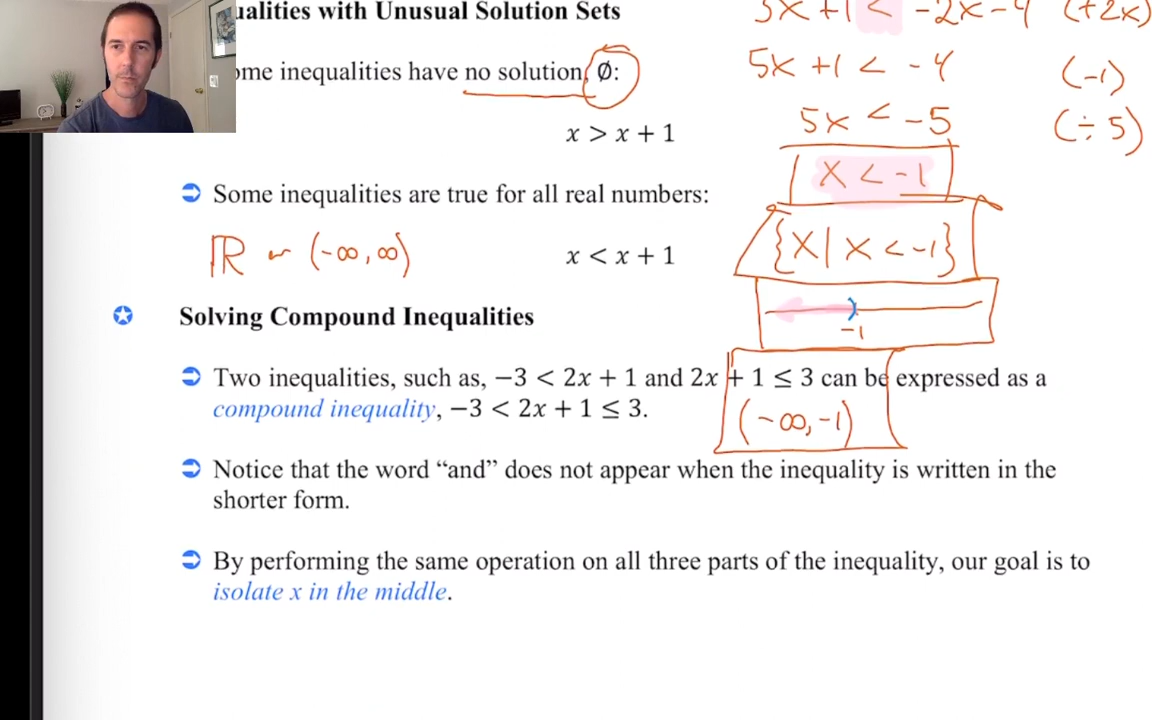 ualities with Unusual Solution Sets
ome inequalities have no solution, ∅:
x > x + 1
Some inequalities are true for all real numbers:
ℝ ~ (-∞, ∞)
x < x + 1
Solving Compound Inequalities
Two inequalities, such as, −3 < 2x + 1 and 2x + 1 ≤ 3 can be expressed as a
compound inequality, −3 < 2x + 1 ≤ 3.
Notice that the word “and” does not appear when the inequality is written in the
shorter form.
By performing the same operation on all three parts of the inequality, our goal is to
isolate x in the middle.
3x +1 < -2x-4 (+2x)
5x +1 < -4 (-1)
5x < -5 (÷5)
x < -1
{x | x < -1}
-1
(-∞, -1)